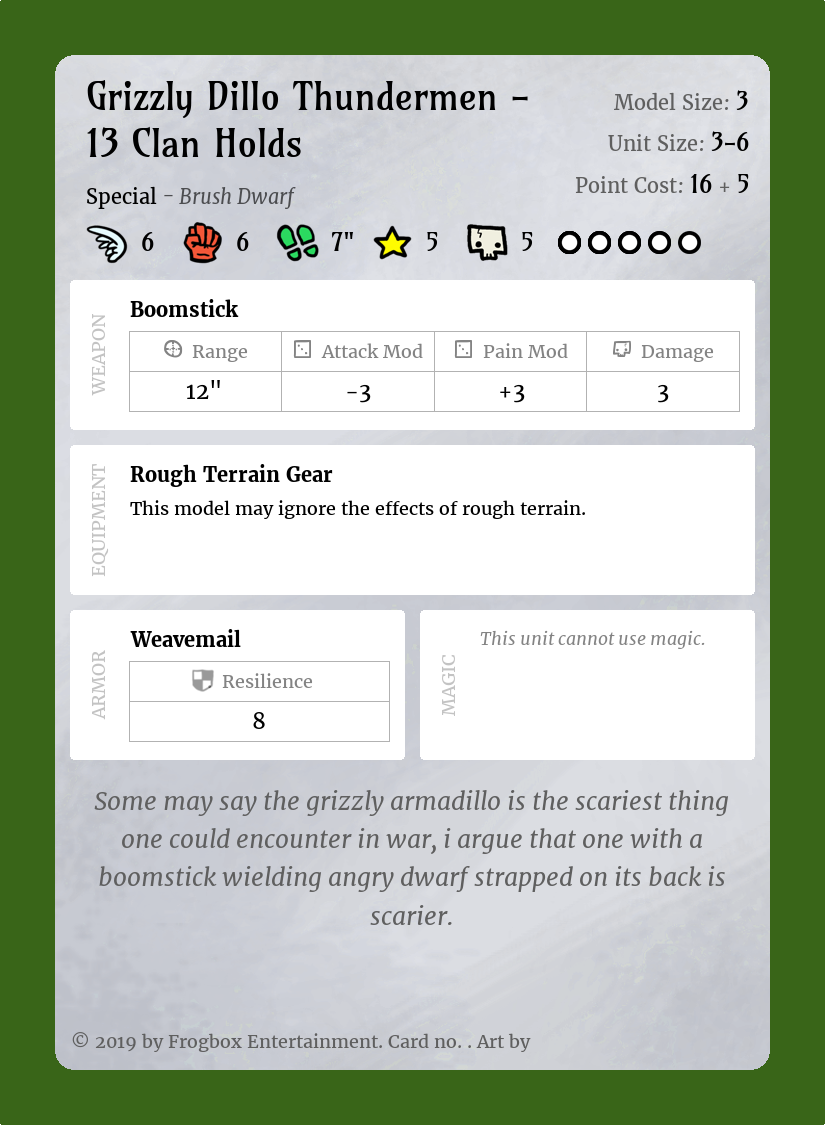 Grizzly Dillo Thundermen –
13 Clan Holds
Model Size: 3
Unit Size: 3–6
Point Cost: 16 + 5
Special – Brush Dwarf
6 6 7" 5 5
WEAPON
Boomstick
Range Attack Mod Pain Mod Damage
12" -3 +3 3
EQUIPMENT
Rough Terrain Gear
This model may ignore the effects of rough terrain.
ARMOR
Weavemail
Resilience
8
MAGIC
This unit cannot use magic.
Some may say the grizzly armadillo is the scariest thing
one could encounter in war, i argue that one with a
boomstick wielding angry dwarf strapped on its back is
scarier.
© 2019 by Frogbox Entertainment. Card no. . Art by